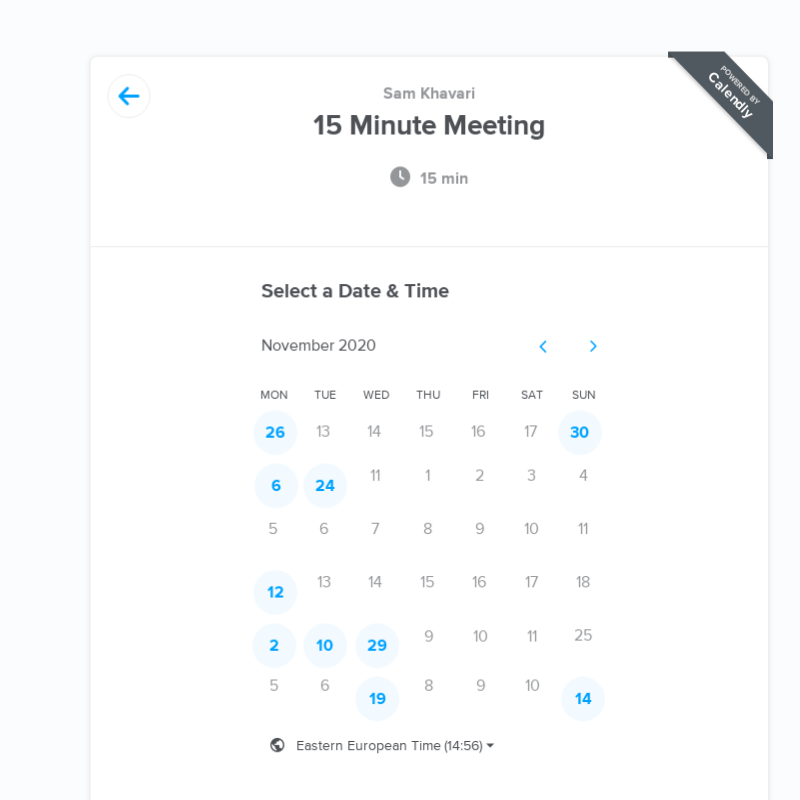 POWERED BY
Calendly
Sam Khavari
15 Minute Meeting
15 min
Select a Date & Time
November 2020
MON TUE WED THU FRI SAT SUN
26 13 14 15 16 17 30
6 24 11 1 2 3 4
5 6 7 8 9 10 11
12 13 14 15 16 17 18
2 10 29 9 10 11 25
5 6 19 8 9 10 14
Eastern European Time (14:56)